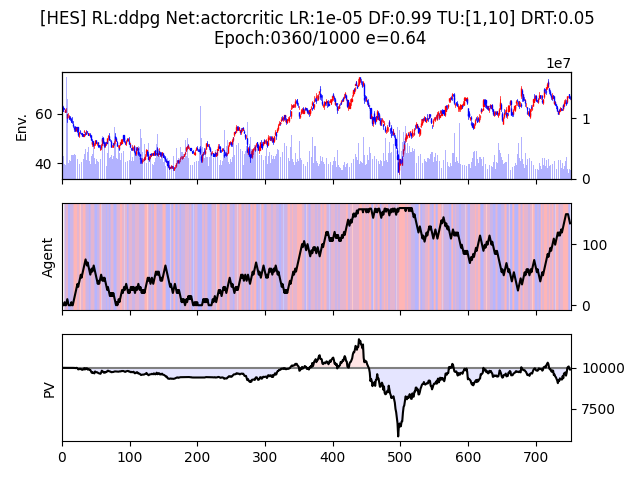 [HES] RL:ddpg Net:actorcritic LR:1e-05 DF:0.99 TU:[1,10] DRT:0.05
Epoch:0360/1000 e=0.64
1e7
Env.
60
40
1
0
Agent
100
0
PV
10000
7500
0 100 200 300 400 500 600 700